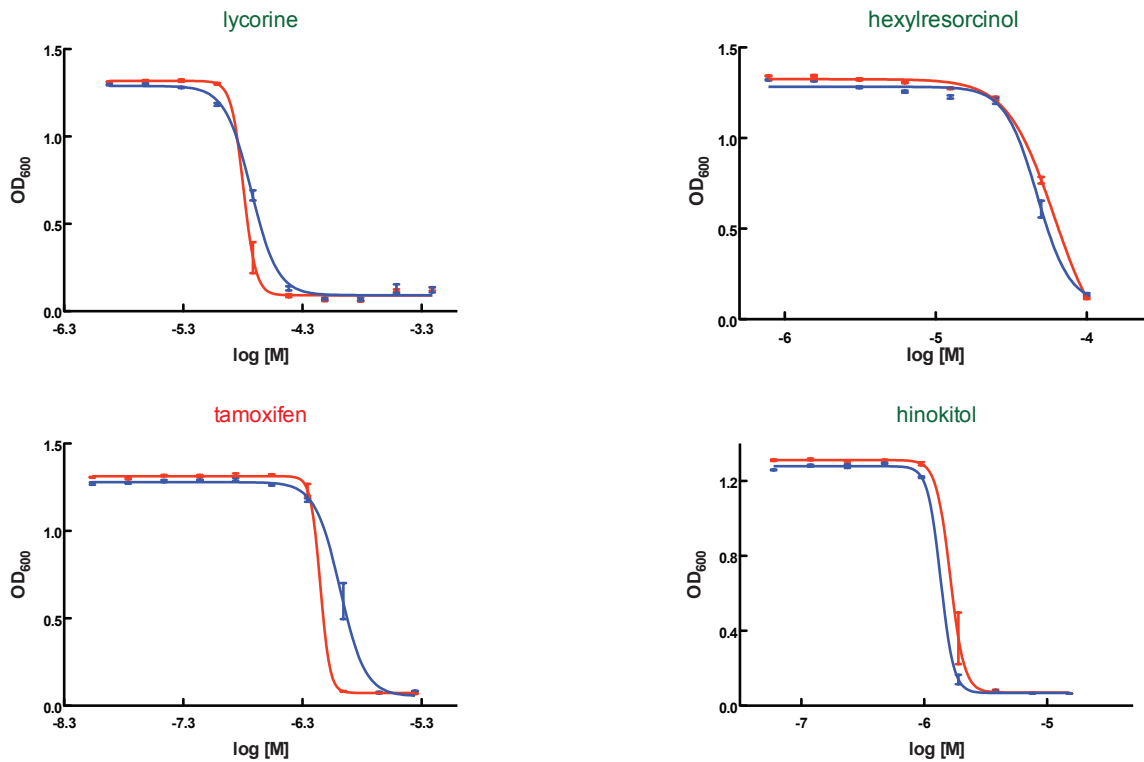 lycorine
1.5
1.0
0.5
0.0
OD600
-6.3 -5.3 -4.3 -3.3
log [M]
hexylresorcinol
1.5
1.0
0.5
0.0
OD600
-6 -5 -4
log [M]
tamoxifen
1.5
1.0
0.5
0.0
OD600
-8.3 -7.3 -6.3 -5.3
log [M]
hinokitol
1.2
0.8
0.4
0.0
OD600
-7 -6 -5
log [M]